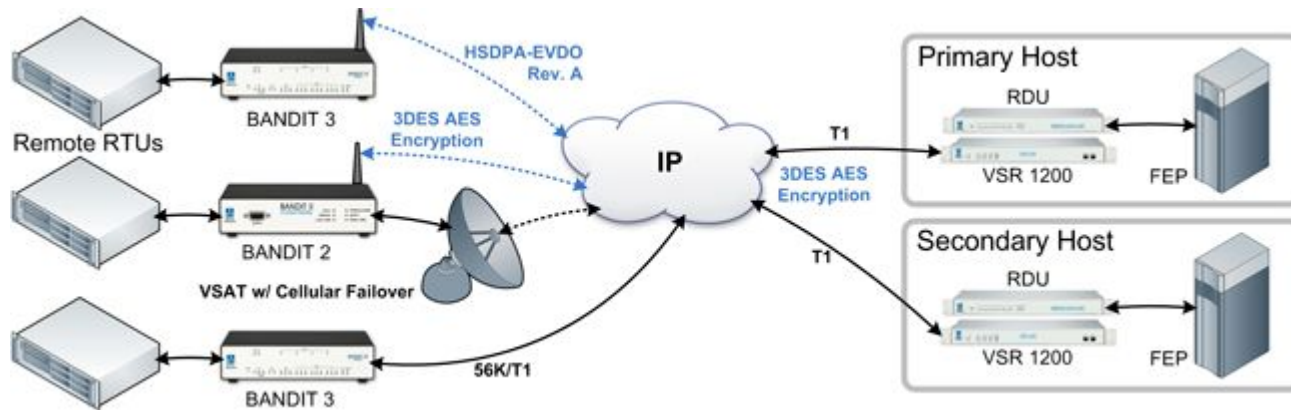 HSDPA-EVDO
Rev. A
BANDIT 3
Remote RTUs
3DES AES
Encryption
IP
BANDIT 2
VSAT w/ Cellular Failover
BANDIT 3
56K/T1
T1
3DES AES
Encryption
T1
Primary Host
RDU
VSR 1200
FEP
Secondary Host
RDU
VSR 1200
FEP